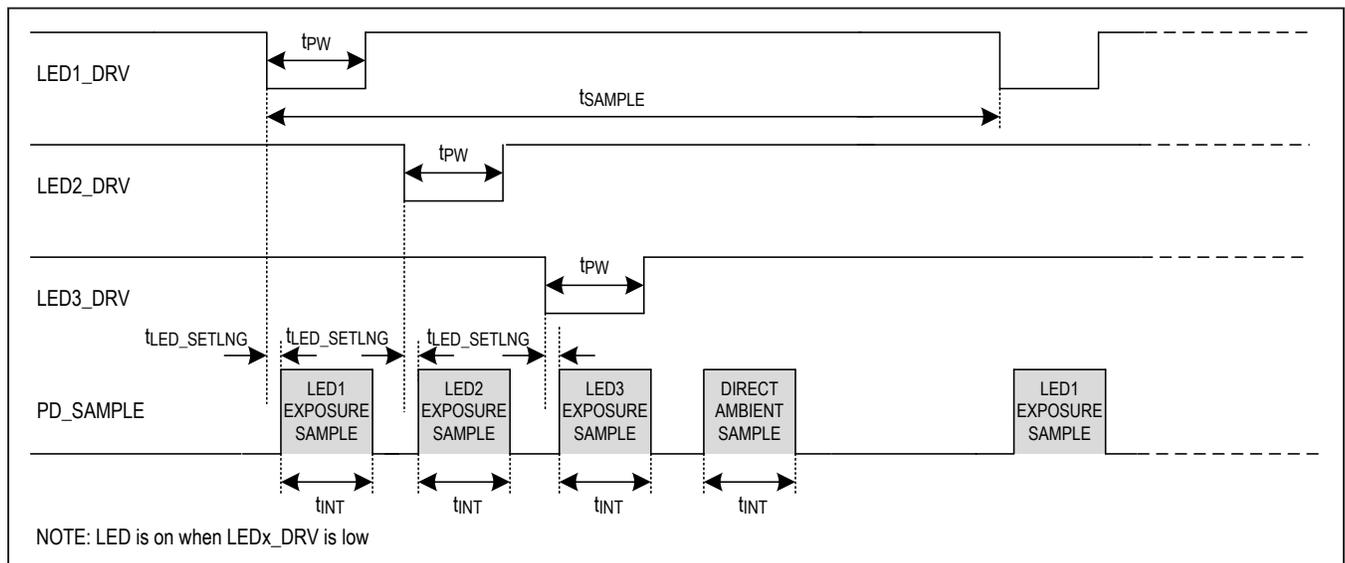 LED1_DRV
tPW
tSAMPLE
LED2_DRV
tPW
LED3_DRV
tPW
tLED_SETLNG
tLED_SETLNG
tLED_SETLNG
PD_SAMPLE
LED1
EXPOSURE
SAMPLE
LED2
EXPOSURE
SAMPLE
LED3
EXPOSURE
SAMPLE
DIRECT
AMBIENT
SAMPLE
LED1
EXPOSURE
SAMPLE
tINT
tINT
tINT
tINT
NOTE: LED is on when LEDx_DRV is low